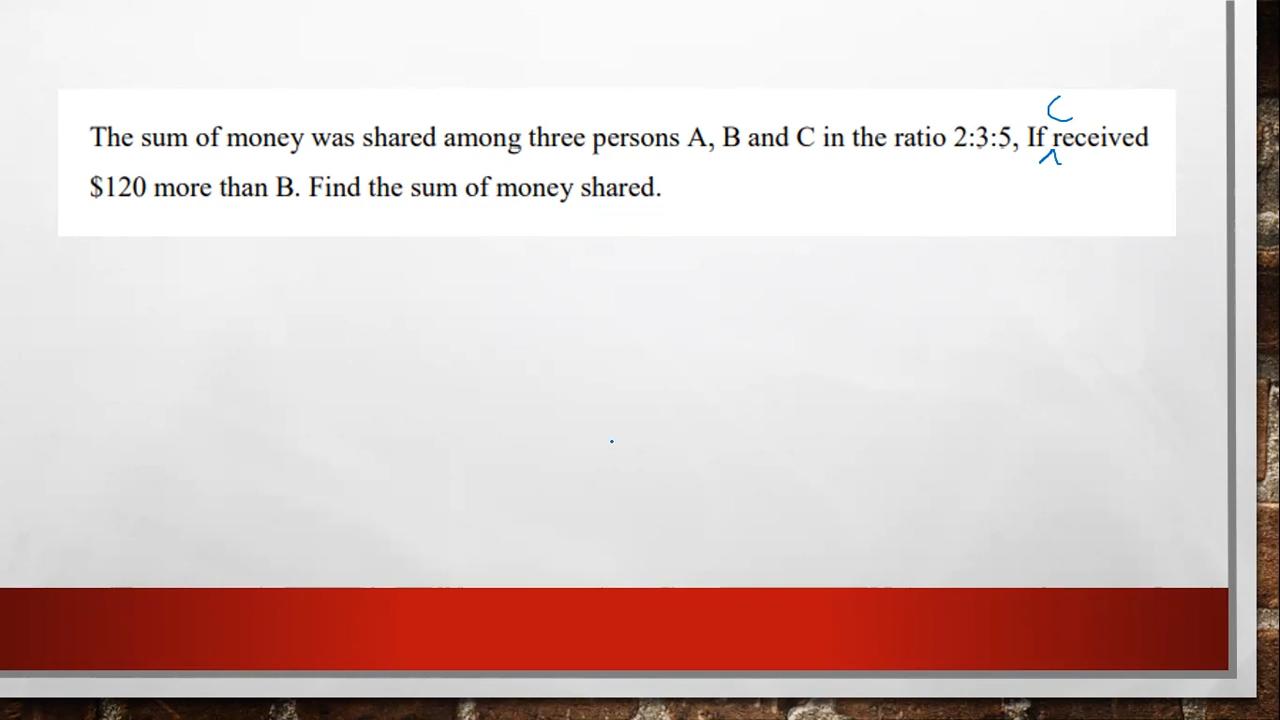 The sum of money was shared among three persons A, B and C in the ratio 2:3:5, If C received
$120 more than B. Find the sum of money shared.